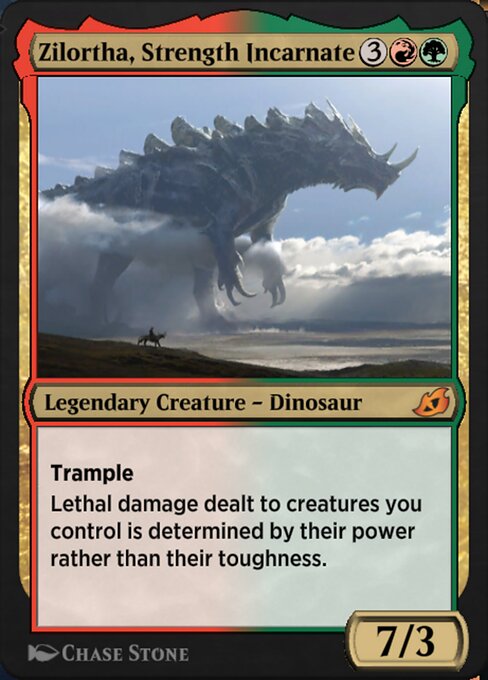 Zilortha, Strength Incarnate 3
Legendary Creature – Dinosaur
Trample
Lethal damage dealt to creatures you
control is determined by their power
rather than their toughness.
7/3
Chase Stone